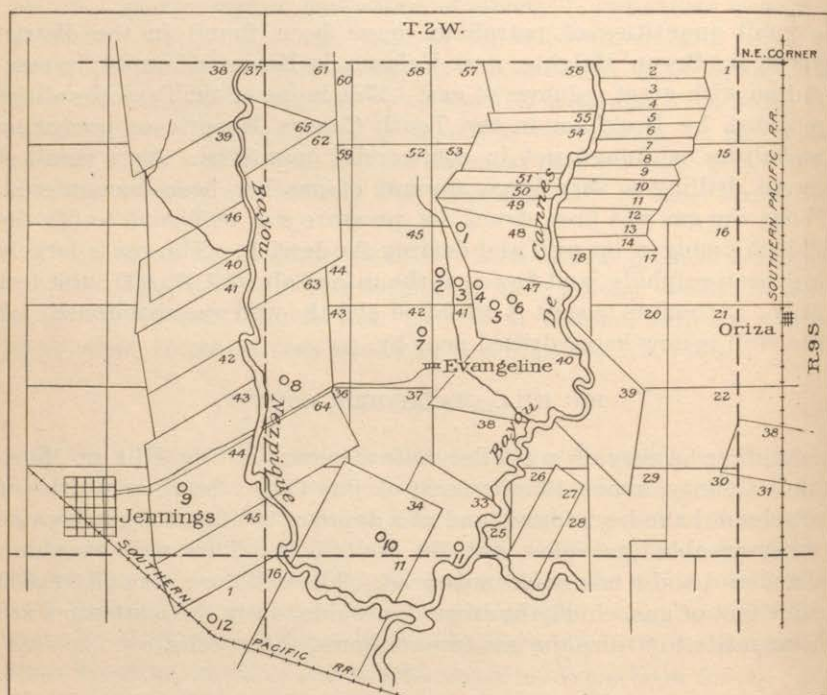 T.2W.
N.E. CORNER
38 37 61 60 58 57 58 2 1
3
4
39 65 62 59 52 53 55 54 5
6
7
8 15
51 9
50 10
49 11
46 45 1 48 12 16
13
14
40 63 44 18 17
41 2 3 4 47
43 42 41 5 6 20 21
Oriza
7
42 Evangeline 40
43 8 64 36 37 39 22
38 38
44
9 26 29 30 31
Jennings 45 34 33 27
25 28
10 11
11
1 16
12
Bayou
Nezpique
Bayou
De
Cannes
SOUTHERN PACIFIC R.R.
R.9S
SOUTHERN
PACIFIC
RR.